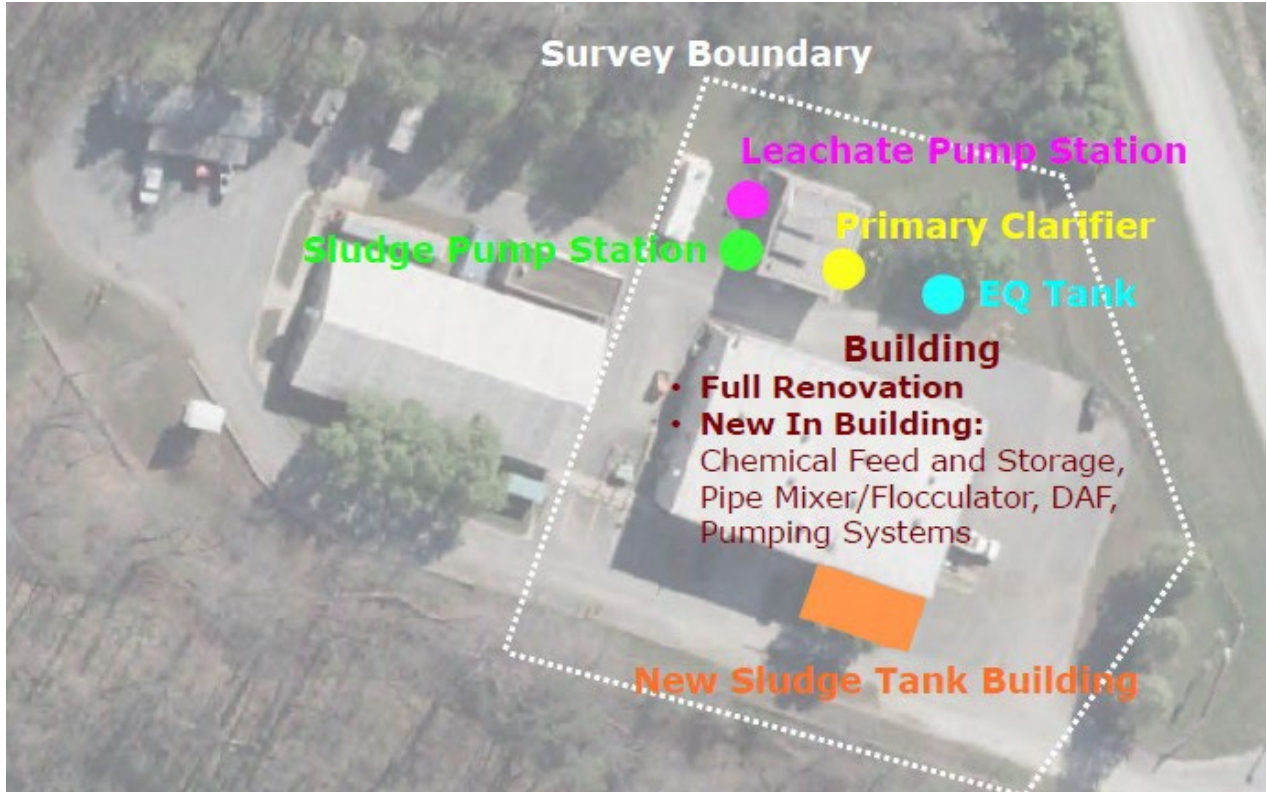 Survey Boundary
Leachate Pump Station
Primary Clarifier
Sludge Pump Station
EQ Tank
Building
• Full Renovation
• New In Building:
Chemical Feed and Storage,
Pipe Mixer/Flocculator, DAF,
Pumping Systems
New Sludge Tank Building